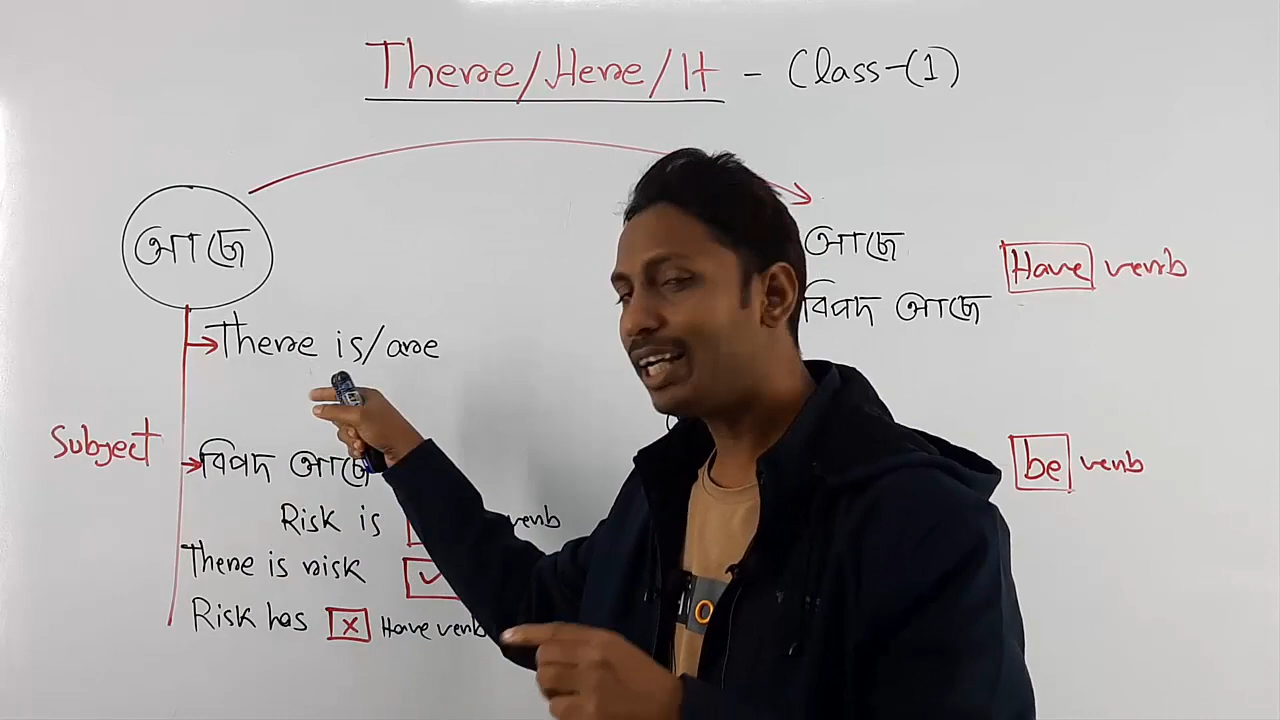 There/Here/It - Class-(1)
আছে
There is/are
Subject
বিপদ আছে
Risk is
verb
There is risk ✓
Risk has x Have verb
আছে
Have verb
বিপদ আছে
be verb